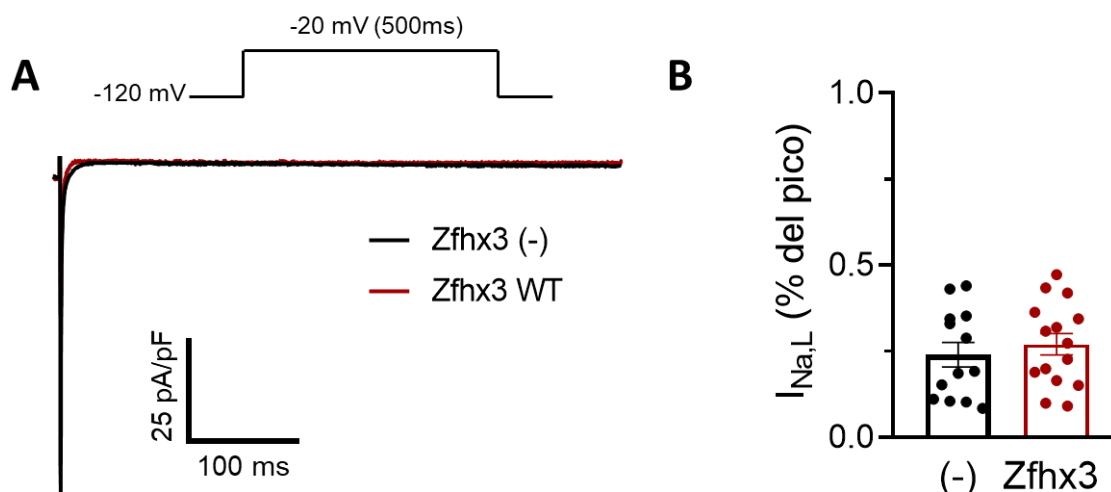 A
-20 mV (500ms)
-120 mV
Zfhx3 (-)
Zfhx3 WT
25 pA/pF
100 ms
B
I_Na,L (% del pico)
1.0
0.5
0.0
(-) Zfhx3